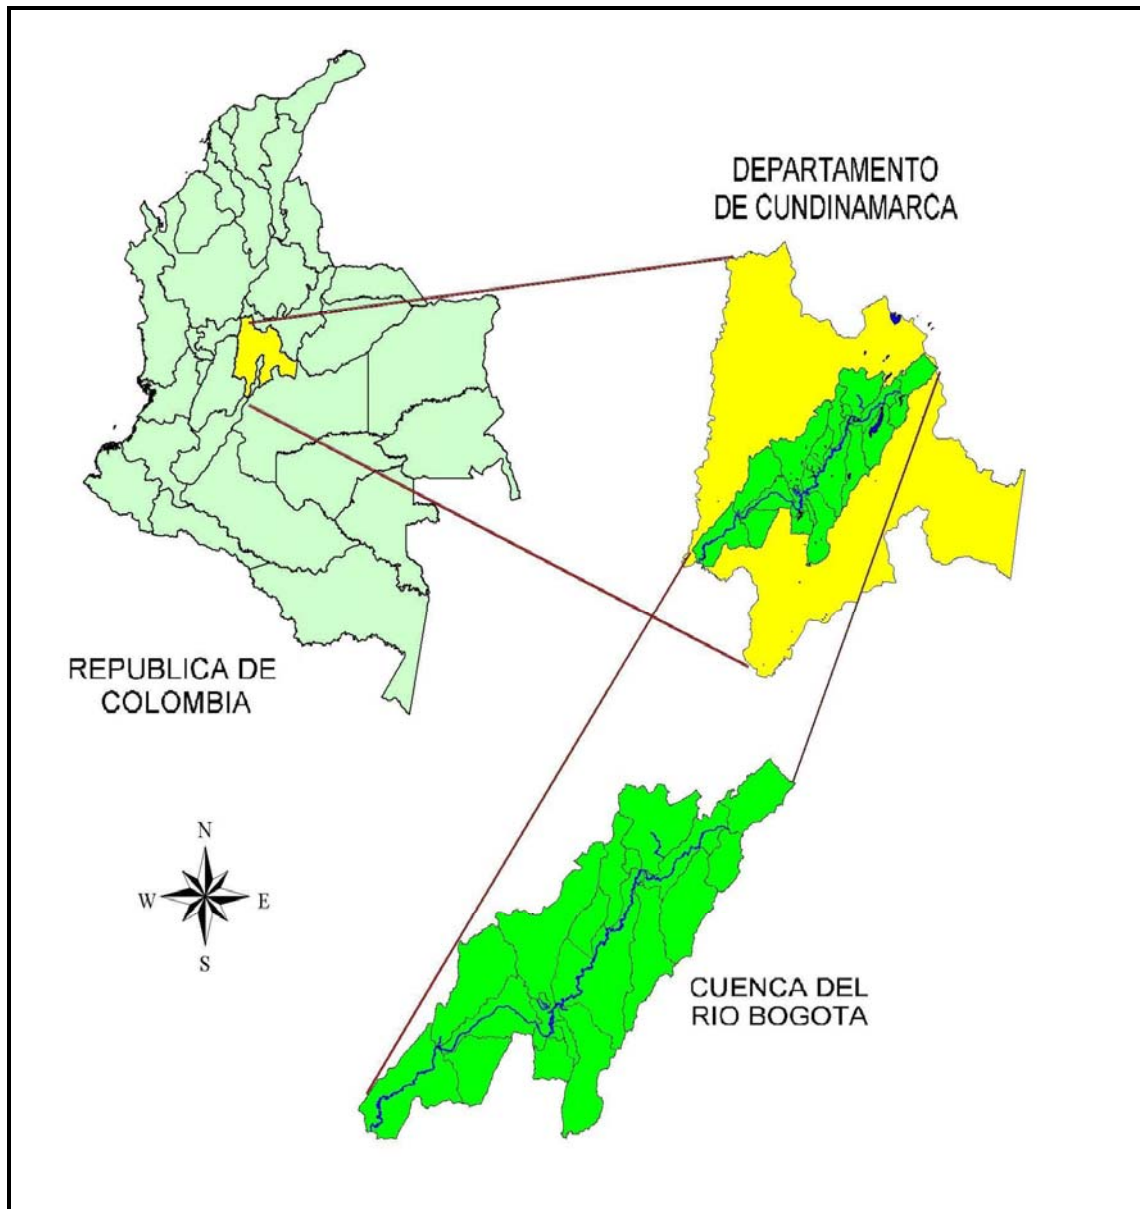 DEPARTAMENTO
DE CUNDINAMARCA
REPUBLICA DE
COLOMBIA
N
W E
S
CUENCA DEL
RIO BOGOTA